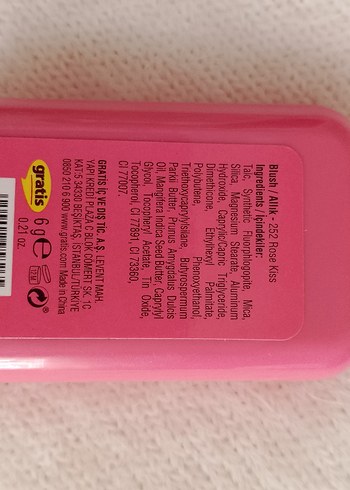 Blush / Allık - 252 Rose Kiss
Ingredients / İçindekiler:
Talc, Synthetic Fluorphlogopite, Mica,
Silica, Magnesium Stearate, Aluminum
Hydroxide, Caprylic/Capric Triglyceride,
Dimethicone, Ethylhexyl Palmitate,
Polybutene, Phenoxyethanol,
Triethoxycaprylylsilane, Butyrospermum
Parkii Butter, Prunus Amygdalus Dulcis
Oil, Mangifera Indica Seed Butter, Caprylyl
Glycol, Tocopheryl Acetate, Tin Oxide,
Tocopherol, CI 77891, CI 73360,
CI 77007.
GRATİS İÇ VE DIŞ TİC. A.Ş. LEVENT MAH.
YAPI KREDİ PLAZA C BLOK CÖMERT SK. 1C
KAT:5 34330 BEŞİKTAŞ, İSTANBUL/TÜRKİYE
0850 210 6 900 www.gratis.com Made in China
gratis 6 g e
0.21 oz.